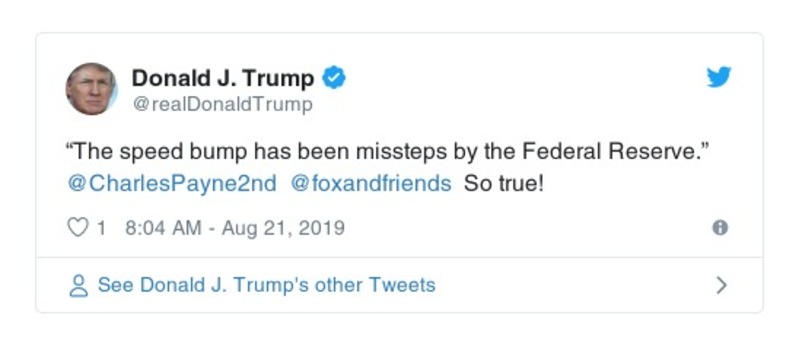 Donald J. Trump
@realDonaldTrump
“The speed bump has been missteps by the Federal Reserve.”
@CharlesPayne2nd @foxandfriends So true!
1 8:04 AM - Aug 21, 2019
See Donald J. Trump's other Tweets